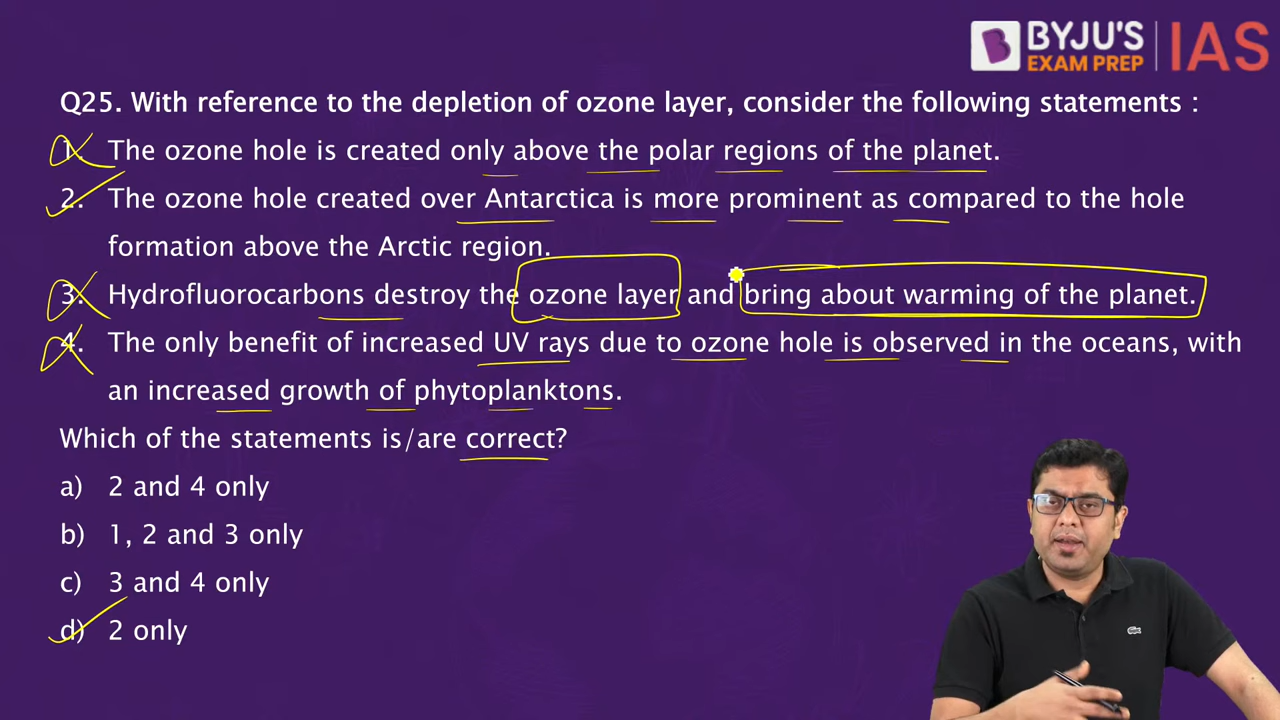 BYJU'S
EXAM PREP
IAS
Q25. With reference to the depletion of ozone layer, consider the following statements :
1. The ozone hole is created only above the polar regions of the planet.
2. The ozone hole created over Antarctica is more prominent as compared to the hole
formation above the Arctic region.
3. Hydrofluorocarbons destroy the ozone layer and bring about warming of the planet.
4. The only benefit of increased UV rays due to ozone hole is observed in the oceans, with
an increased growth of phytoplanktons.
Which of the statements is/are correct?
a) 2 and 4 only
b) 1, 2 and 3 only
c) 3 and 4 only
d) 2 only